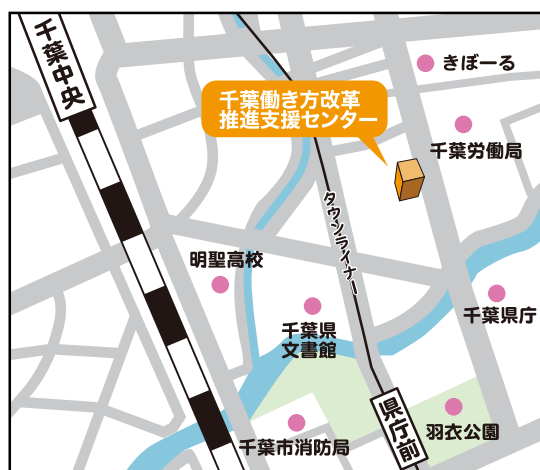 千葉中央
きぼーる
千葉働き方改革
推進支援センター
千葉労働局
タウンライナー
明聖高校
千葉県
文書館
千葉県庁
県庁前
羽衣公園
千葉市消防局